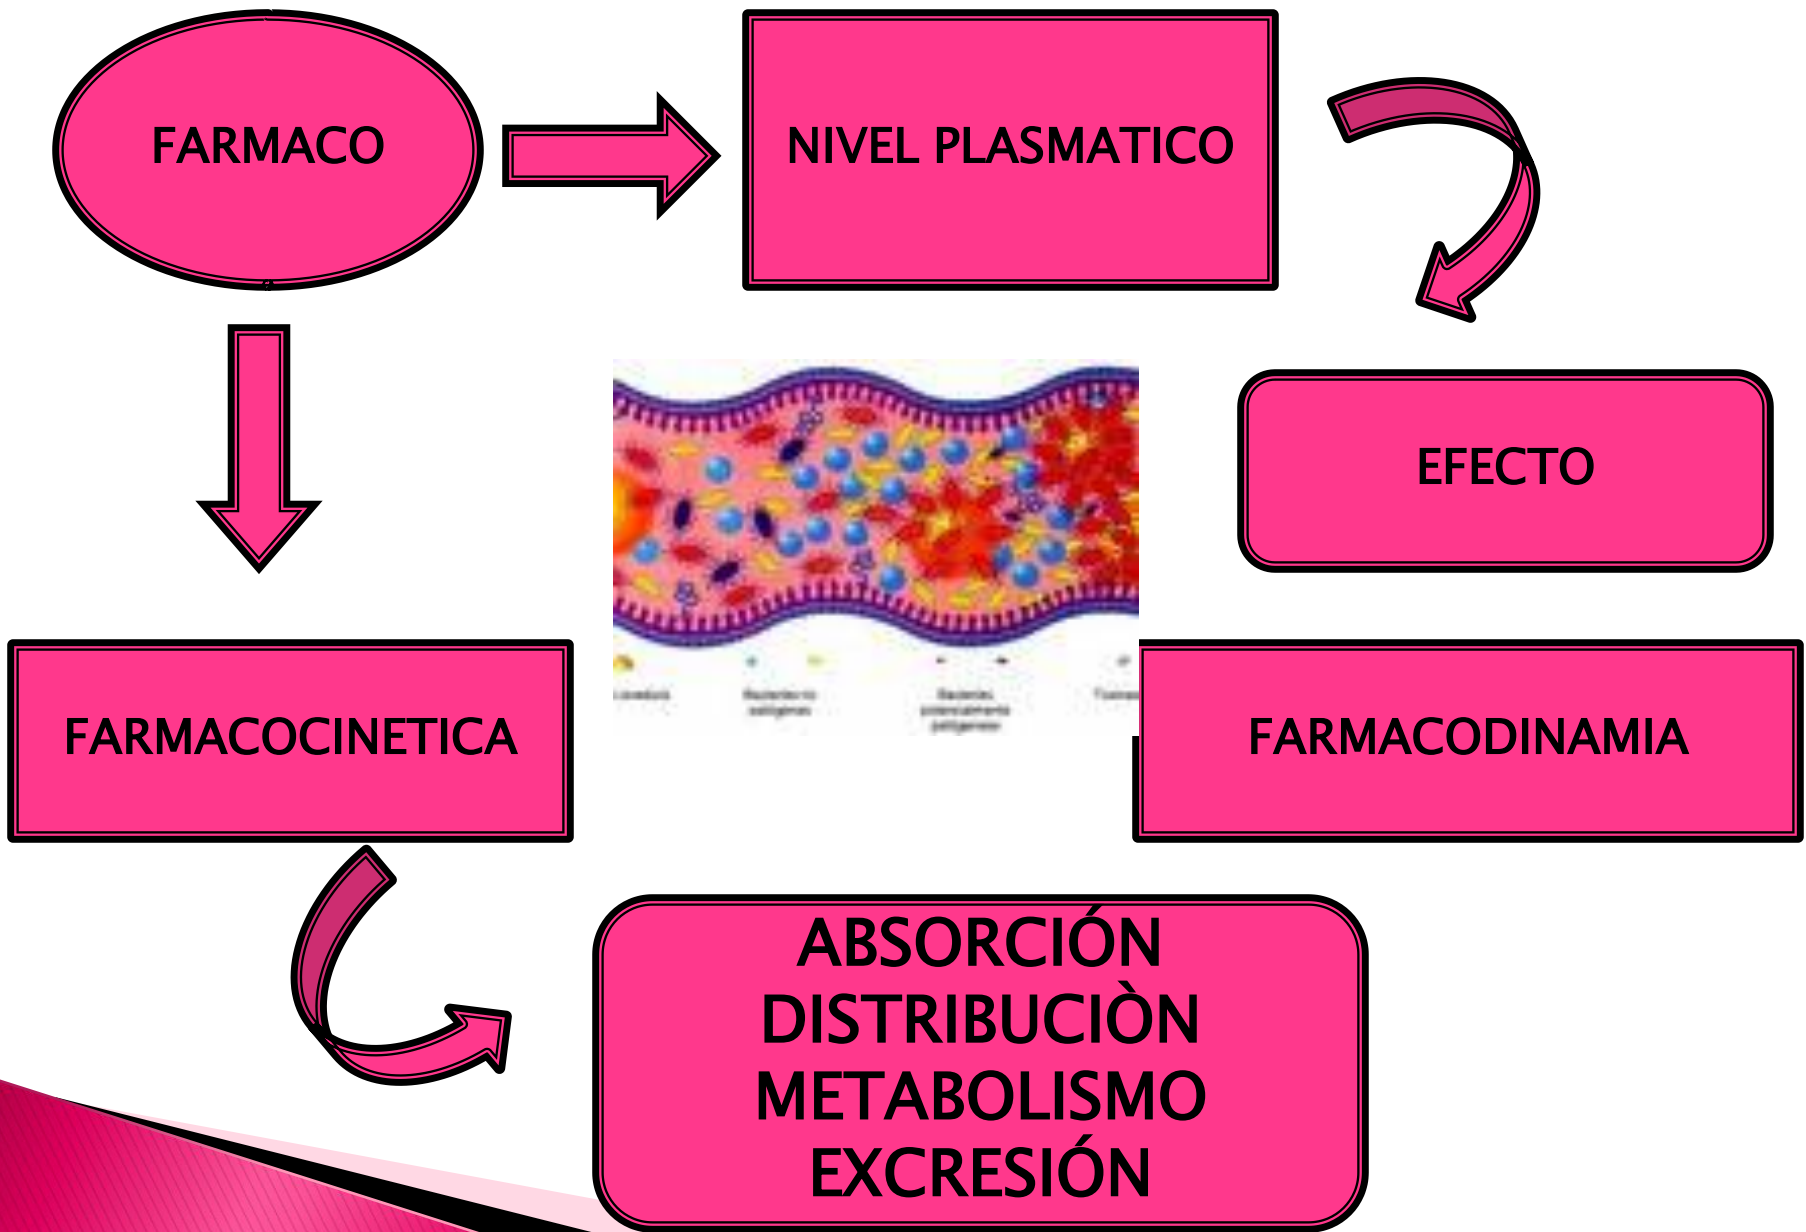 FARMACO
NIVEL PLASMATICO
EFECTO
FARMACOCINETICA
FARMACODINAMIA
ABSORCIÓN
DISTRIBUCIÒN
METABOLISMO
EXCRESIÓN